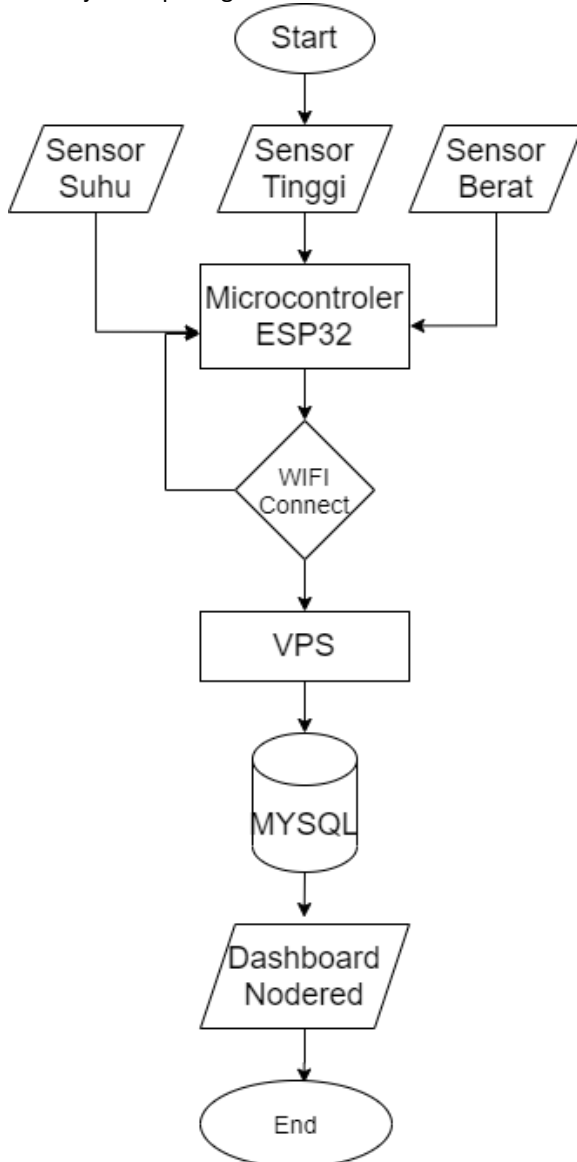 Start
Sensor
Suhu
Sensor
Tinggi
Sensor
Berat
Microcontroler
ESP32
WIFI
Connect
VPS
MYSQL
Dashboard
Nodered
End